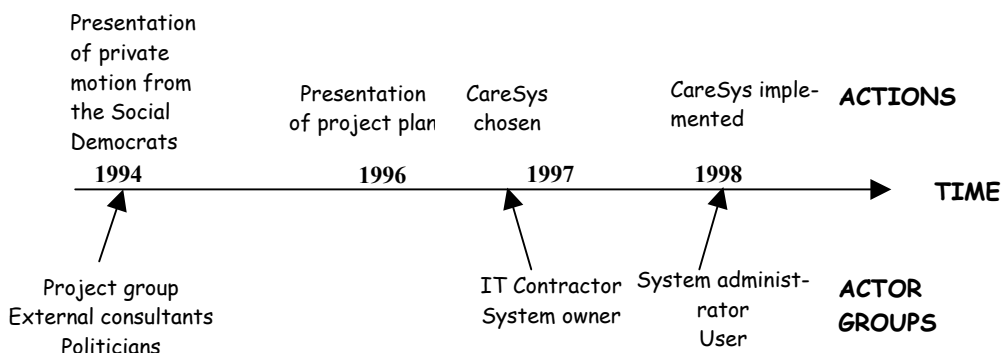 Presentation
of private
motion from
the Social
Democrats
Presentation
of project plan
CareSys
chosen
CareSys imple-
mented
ACTIONS
1994
1996
1997
1998
TIME
Project group
External consultants
Politicians
IT Contractor
System owner
System administ-
rator
User
ACTOR
GROUPS